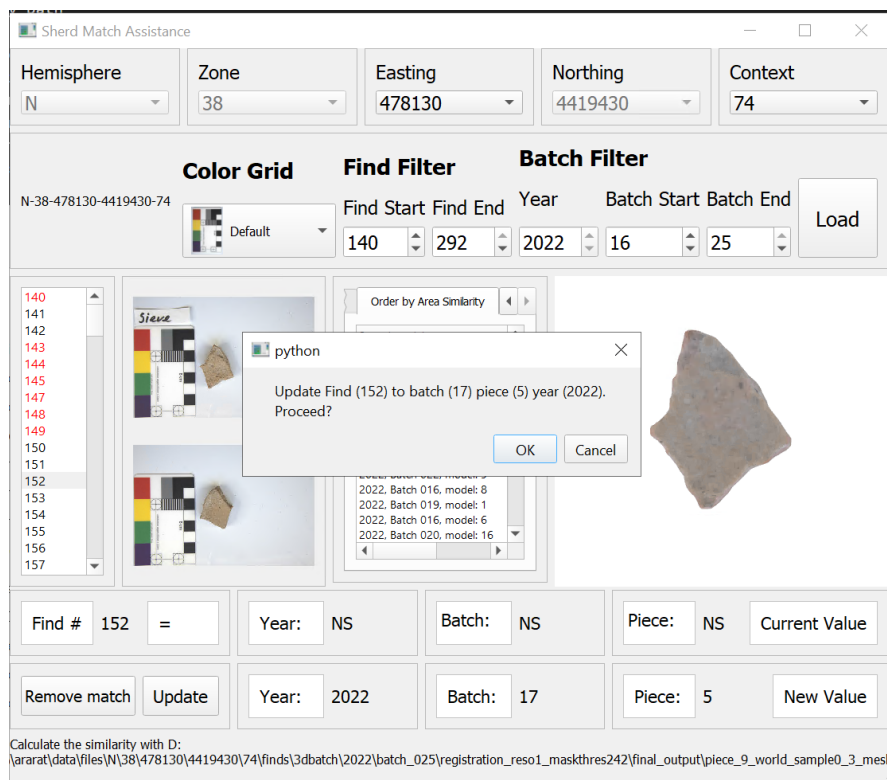 Sherd Match Assistance
Hemisphere
Zone
Easting
Northing
Context
N
38
478130
4419430
74
N-38-478130-4419430-74
Color Grid
Find Filter
Batch Filter
Default
Find Start
Find End
Year
Batch Start
Batch End
140
292
2022
16
25
Load
140
141
142
143
144
145
147
148
149
150
151
152
153
154
155
156
157
Sieve
Order by Area Similarity
python
Update Find (152) to batch (17) piece (5) year (2022).
Proceed?
OK
Cancel
2022, Batch 016, model: 8
2022, Batch 019, model: 1
2022, Batch 016, model: 6
2022, Batch 020, model: 16
Find #
152
=
Year:
NS
Batch:
NS
Piece:
NS
Current Value
Remove match
Update
Year:
2022
Batch:
17
Piece:
5
New Value
Calculate the similarity with D:
\ararat\data\files\N\38\478130\4419430\74\finds\3dbatch\2022\batch_025\registration_reso1_maskthres242\final_output\piece_9_world_sample0_3_mes